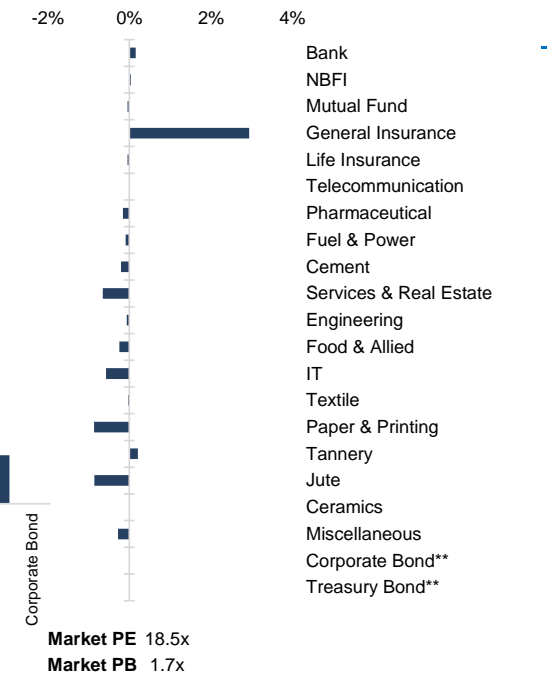 -2% 0% 2% 4%
Bank
NBFI
Mutual Fund
General Insurance
Life Insurance
Telecommunication
Pharmaceutical
Fuel & Power
Cement
Services & Real Estate
Engineering
Food & Allied
IT
Textile
Paper & Printing
Tannery
Jute
Ceramics
Miscellaneous
Corporate Bond**
Treasury Bond**
Corporate Bond
Market PE 18.5x
Market PB 1.7x